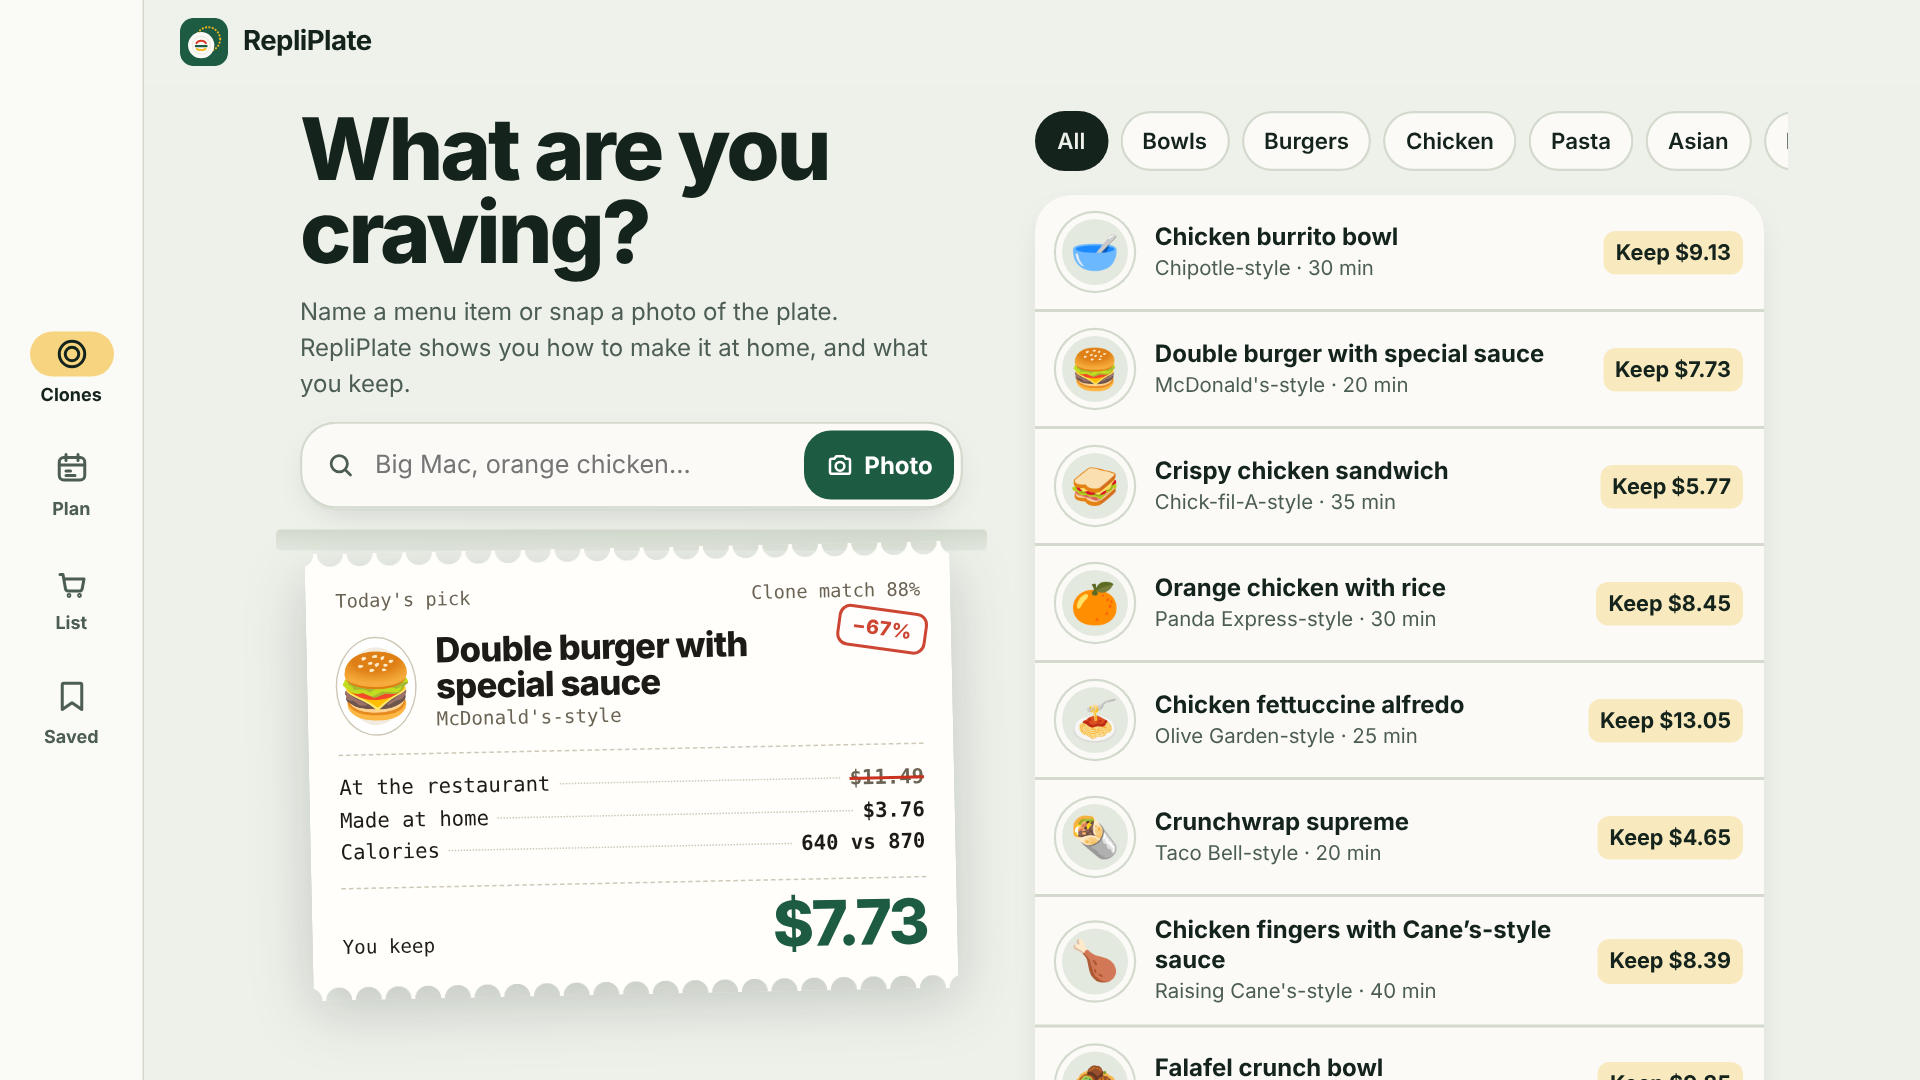 RepliPlate
Clones
Plan
List
Saved
What are you
craving?
Name a menu item or snap a photo of the plate.
RepliPlate shows you how to make it at home, and what
you keep.
Big Mac, orange chicken...
Photo
Today's pick
Clone match 88%
−67%
Double burger with
special sauce
McDonald's-style
At the restaurant $11.49
Made at home $3.76
Calories 640 vs 870
You keep $7.73
All
Bowls
Burgers
Chicken
Pasta
Asian
Chicken burrito bowl
Chipotle-style · 30 min
Keep $9.13
Double burger with special sauce
McDonald's-style · 20 min
Keep $7.73
Crispy chicken sandwich
Chick-fil-A-style · 35 min
Keep $5.77
Orange chicken with rice
Panda Express-style · 30 min
Keep $8.45
Chicken fettuccine alfredo
Olive Garden-style · 25 min
Keep $13.05
Crunchwrap supreme
Taco Bell-style · 20 min
Keep $4.65
Chicken fingers with Cane’s-style
sauce
Raising Cane's-style · 40 min
Keep $8.39
Falafel crunch bowl